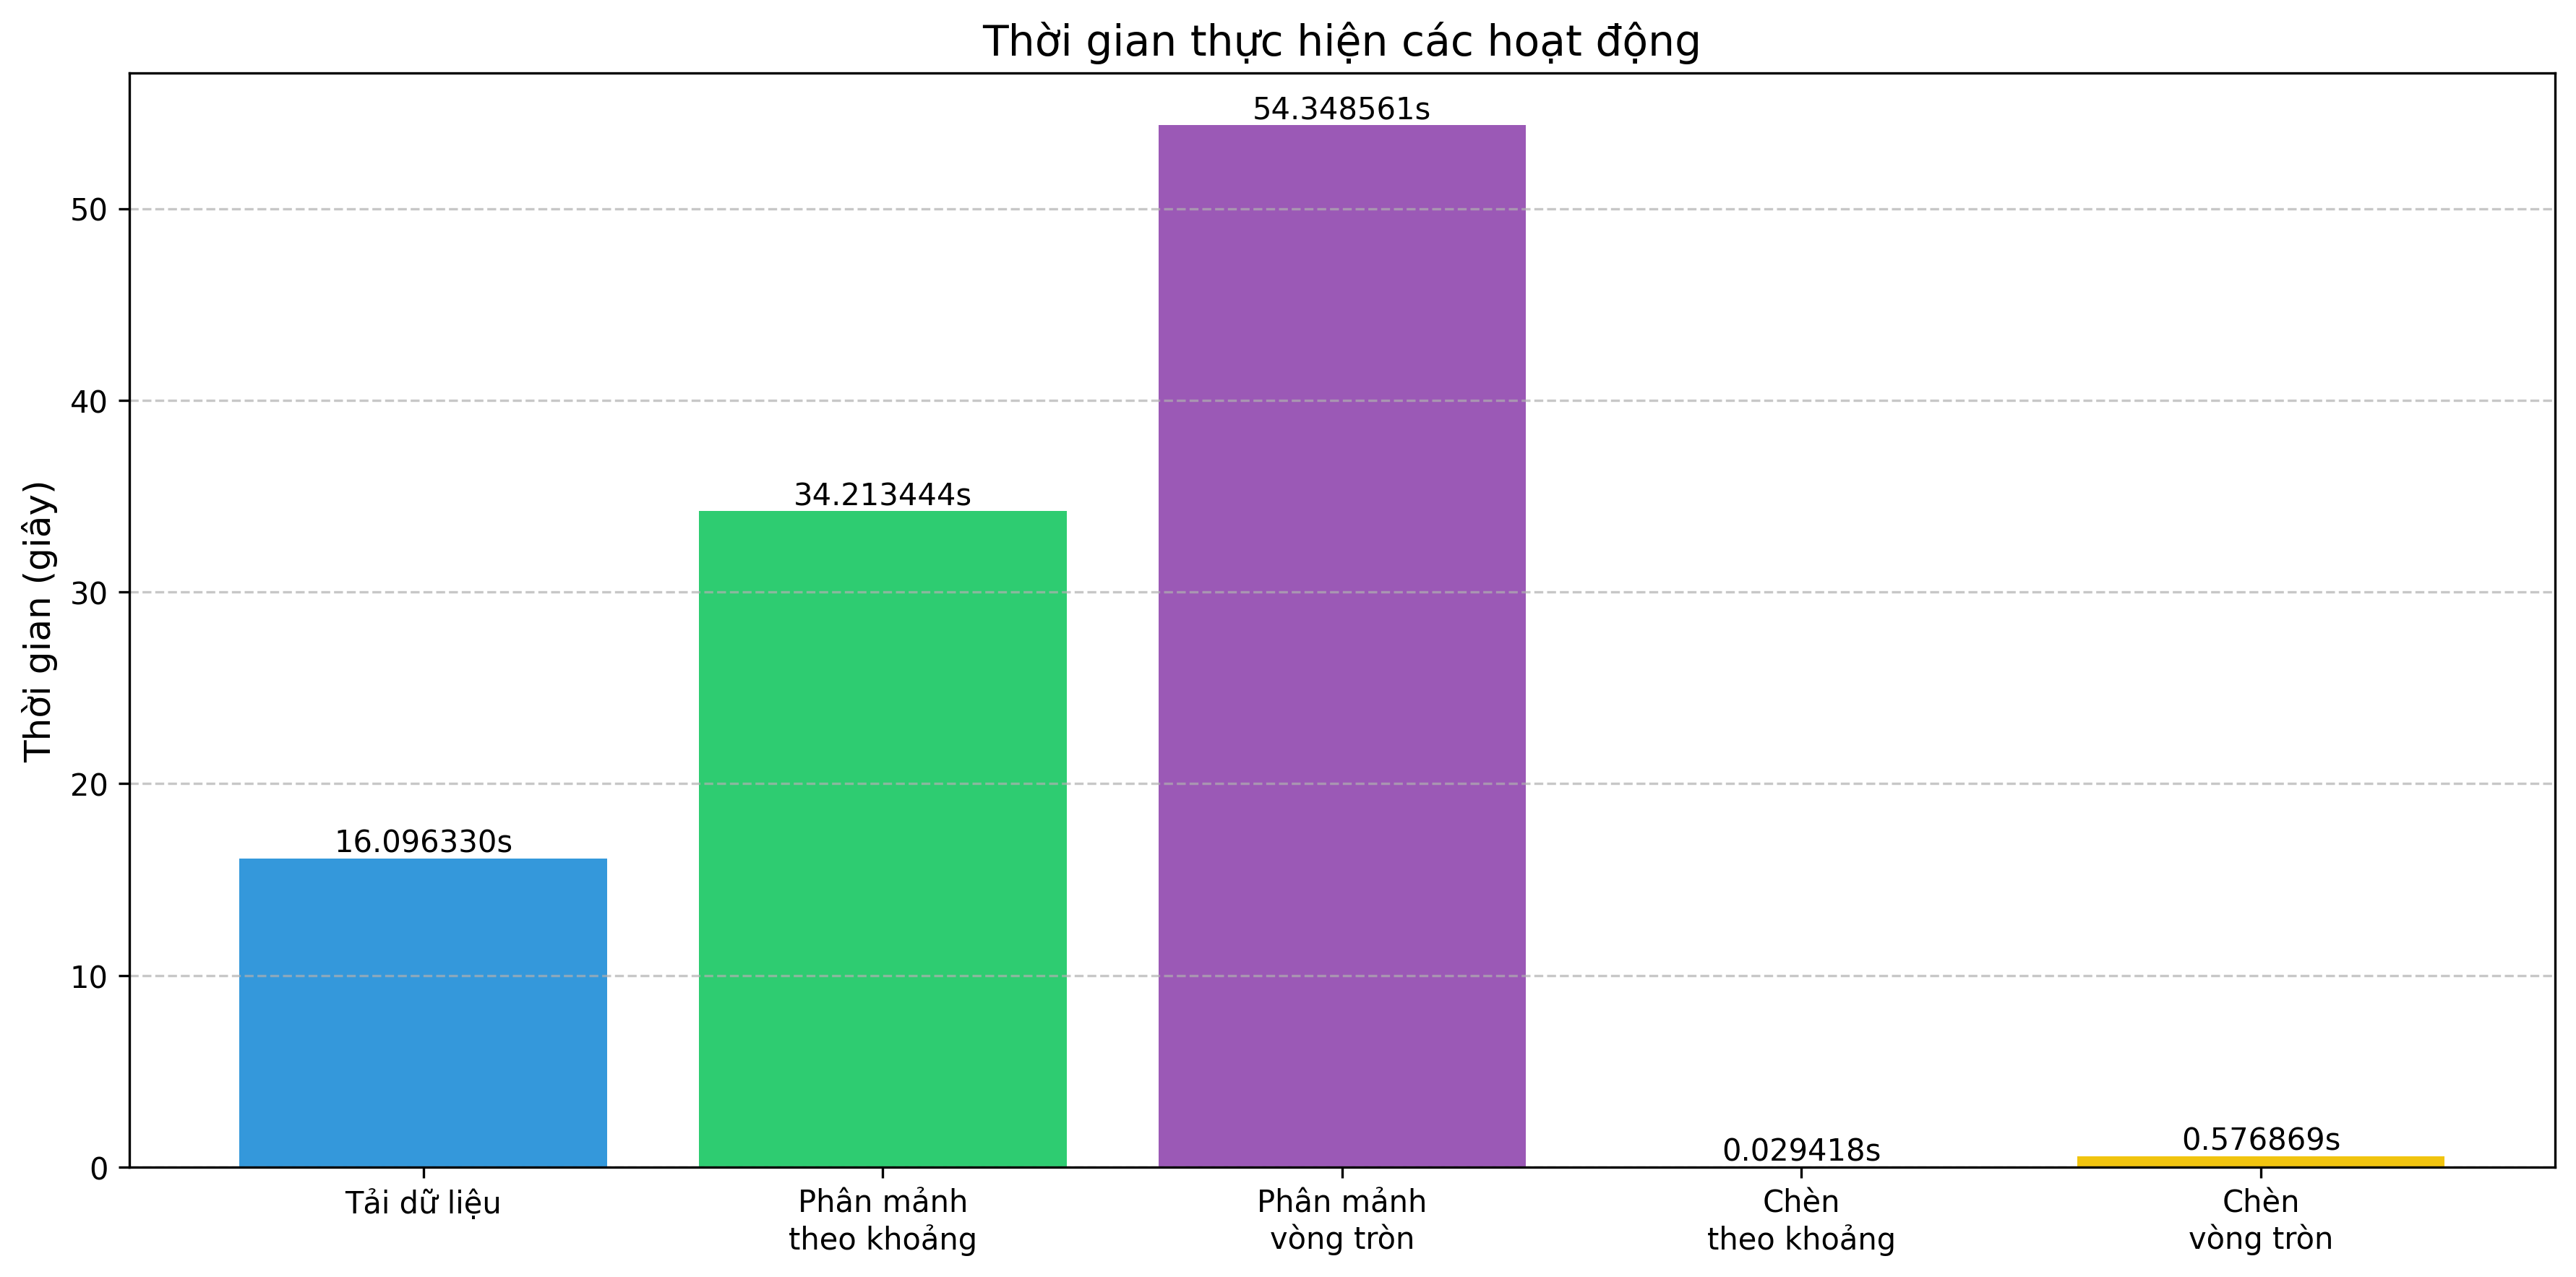 Thời gian thực hiện các hoạt động
Thời gian (giây)
50
40
30
20
10
0
54.348561s
34.213444s
16.096330s
0.029418s
0.576869s
Tải dữ liệu
Phân mảnh
theo khoảng
Phân mảnh
vòng tròn
Chèn
theo khoảng
Chèn
vòng tròn